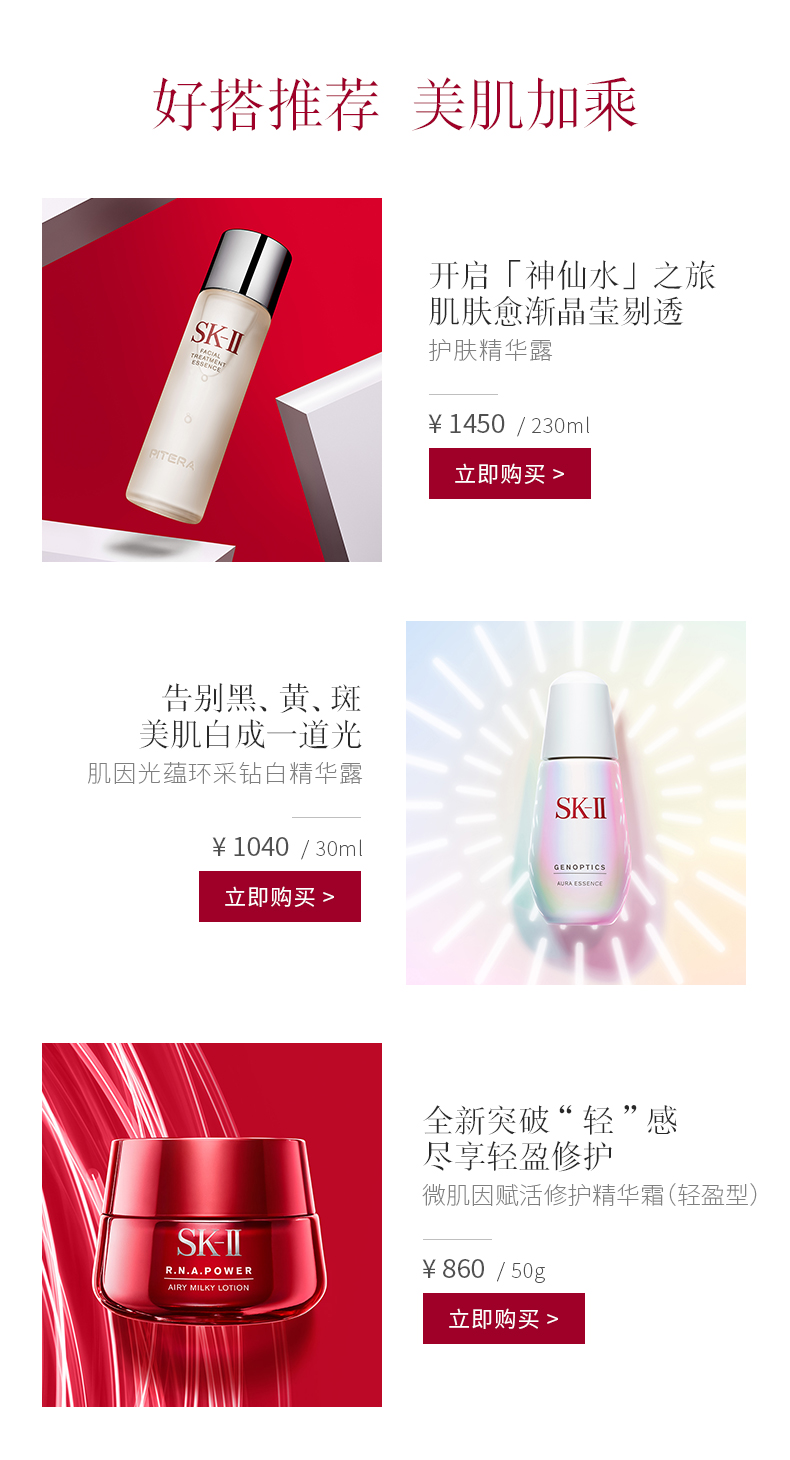 好搭推荐 美肌加乘
SK-II
FACIAL
TREATMENT
ESSENCE
PITERA
开启「神仙水」之旅
肌肤愈渐晶莹剔透
护肤精华露
¥ 1450 / 230ml
立即购买 >
告别黑、黄、斑
美肌白成一道光
肌因光蕴环采钻白精华露
¥ 1040 / 30ml
立即购买 >
SK-II
GENOPTICS
AURA ESSENCE
SK-II
R.N.A.POWER
AIRY MILKY LOTION
全新突破“轻”感
尽享轻盈修护
微肌因赋活修护精华霜（轻盈型）
¥ 860 / 50g
立即购买 >